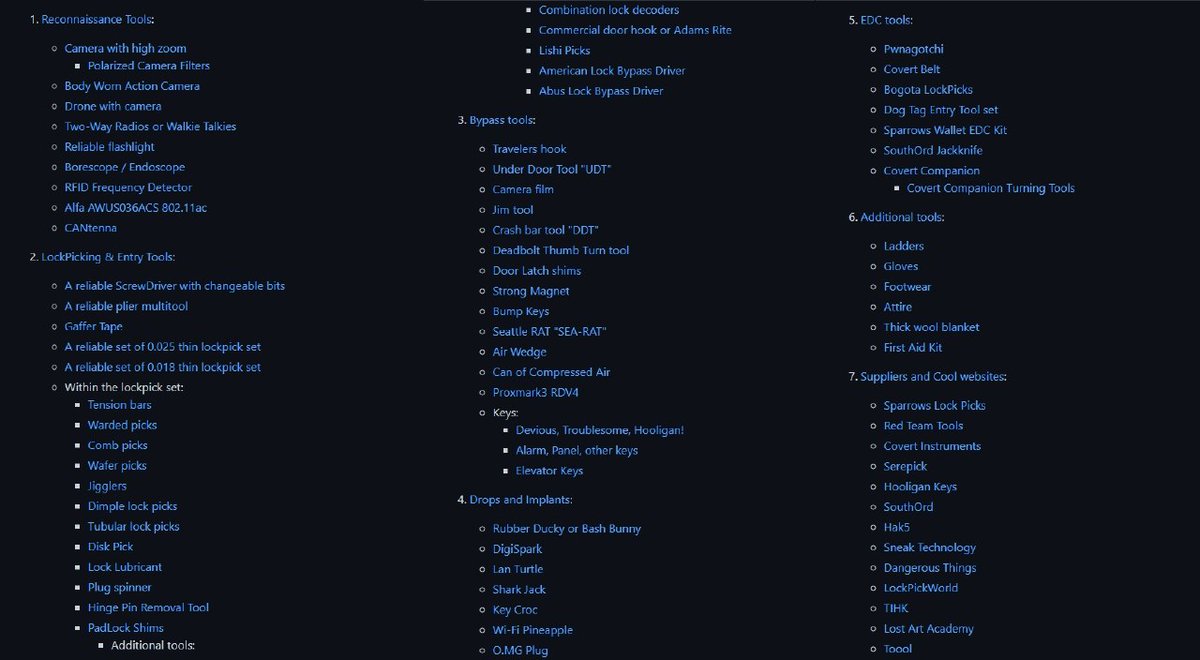 1. Reconnaissance Tools:
Camera with high zoom
Polarized Camera Filters
Body Worn Action Camera
Drone with camera
Two-Way Radios or Walkie Talkies
Reliable flashlight
Borescope / Endoscope
RFID Frequency Detector
Alfa AWUS036ACS 802.11ac
CANtenna
2. LockPicking & Entry Tools:
A reliable ScrewDriver with changeable bits
A reliable plier multitool
Gaffer Tape
A reliable set of 0.025 thin lockpick set
A reliable set of 0.018 thin lockpick set
Within the lockpick set:
Tension bars
Warded picks
Comb picks
Wafer picks
Jigglers
Dimple lock picks
Tubular lock picks
Disk Pick
Lock Lubricant
Plug spinner
Hinge Pin Removal Tool
PadLock Shims
Additional tools:
Combination lock decoders
Commercial door hook or Adams Rite
Lishi Picks
American Lock Bypass Driver
Abus Lock Bypass Driver
3. Bypass tools:
Travelers hook
Under Door Tool "UDT"
Camera film
Jim tool
Crash bar tool "DDT"
Deadbolt Thumb Turn tool
Door Latch shims
Strong Magnet
Bump Keys
Seattle RAT "SEA-RAT"
Air Wedge
Can of Compressed Air
Proxmark3 RDV4
Keys:
Devious, Troublesome, Hooligan!
Alarm, Panel, other keys
Elevator Keys
4. Drops and Implants:
Rubber Ducky or Bash Bunny
DigiSpark
Lan Turtle
Shark Jack
Key Croc
Wi-Fi Pineapple
O.MG Plug
5. EDC tools:
Pwnagotchi
Covert Belt
Bogota LockPicks
Dog Tag Entry Tool set
Sparrows Wallet EDC Kit
SouthOrd Jackknife
Covert Companion
Covert Companion Turning Tools
6. Additional tools:
Ladders
Gloves
Footwear
Attire
Thick wool blanket
First Aid Kit
7. Suppliers and Cool websites:
Sparrows Lock Picks
Red Team Tools
Covert Instruments
Serepick
Hooligan Keys
SouthOrd
Hak5
Sneak Technology
Dangerous Things
LockPickWorld
TIHK
Lost Art Academy
Toool